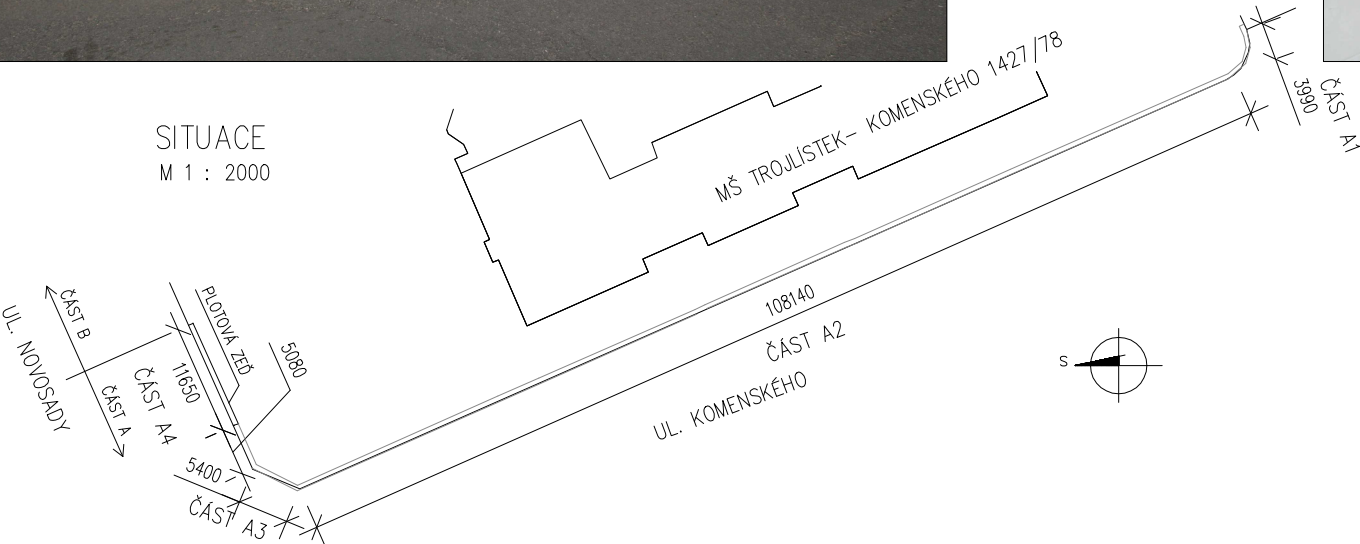 SITUACE
M 1 : 2000
MŠ TROJLÍSTEK- KOMENSKÉHO 1427/78
3990
ČÁST A1
UL. NOVOSADY
ČÁST B
ČÁST A
PLOTOVÁ ZEĎ
5080
11650
ČÁST A4
5400
ČÁST A3
108140
ČÁST A2
UL. KOMENSKÉHO
S